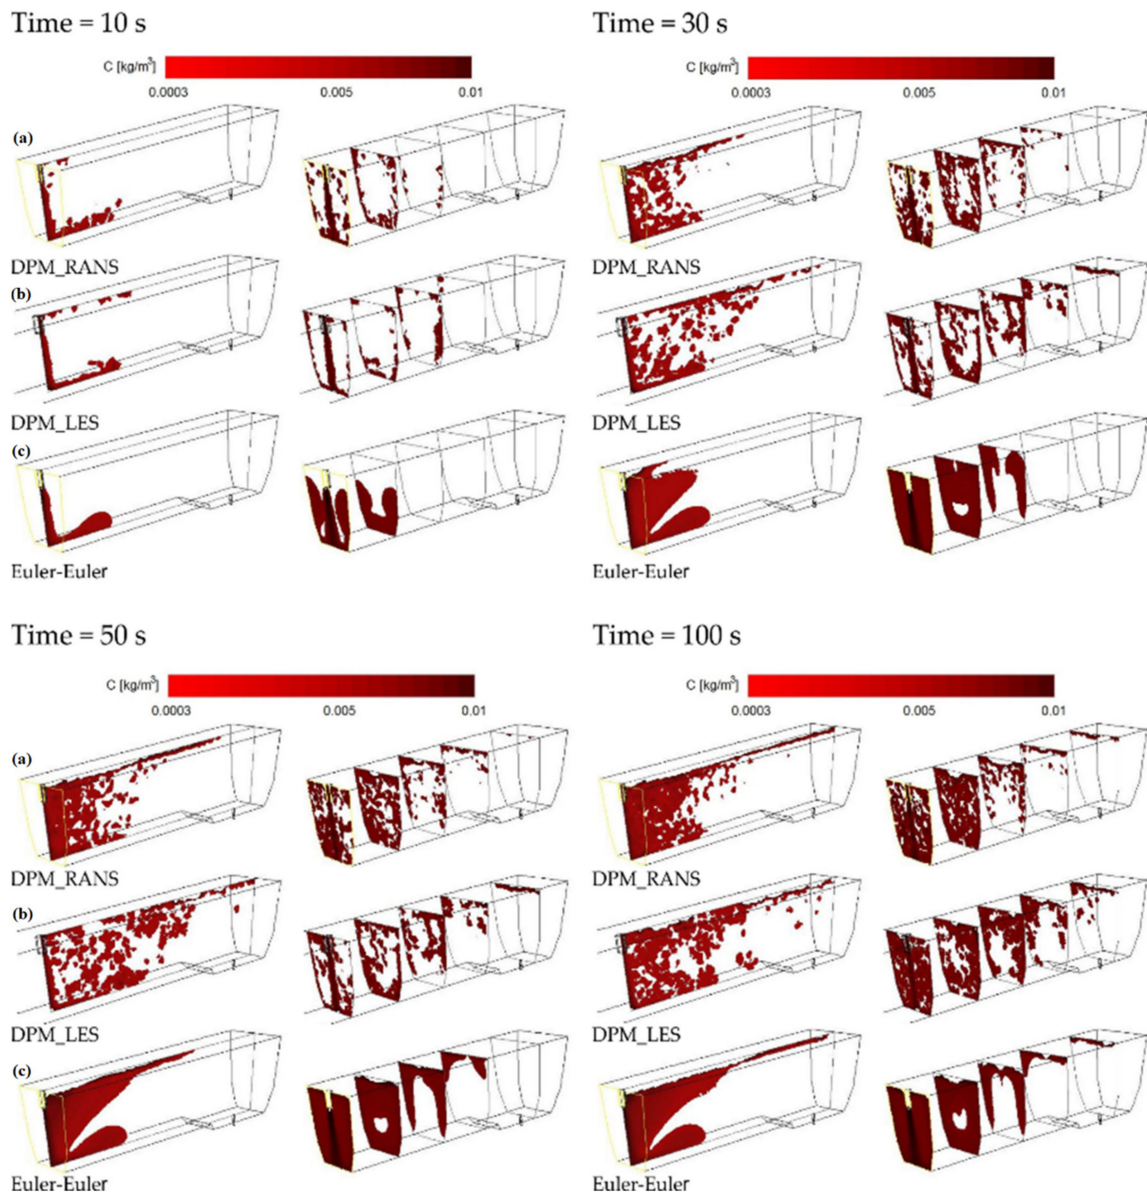 Time = 10 s
C [kg/m³]
0.0003 0.005 0.01
(a)
DPM_RANS
(b)
DPM_LES
(c)
Euler-Euler
Time = 30 s
C [kg/m³]
0.0003 0.005 0.01
DPM_RANS
DPM_LES
Euler-Euler
Time = 50 s
C [kg/m³]
0.0003 0.005 0.01
(a)
DPM_RANS
(b)
DPM_LES
(c)
Euler-Euler
Time = 100 s
C [kg/m³]
0.0003 0.005 0.01
DPM_RANS
DPM_LES
Euler-Euler